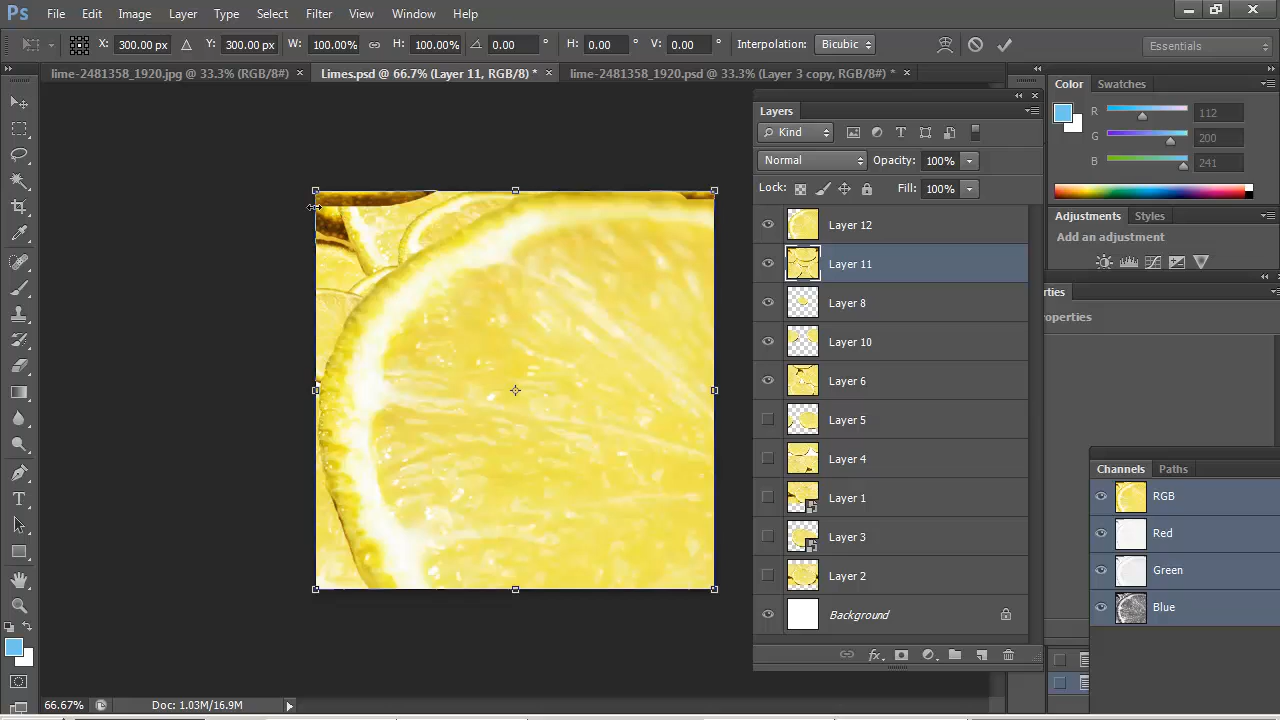 Ps File Edit Image Layer Type Select Filter View Window Help
X: 300.00 px Y: 300.00 px W: 100.00% H: 100.00% 0.00 ° H: 0.00 ° V: 0.00 ° Interpolation: Bicubic Essentials
lime-2481358_1920.jpg @ 33.3% (RGB/8#) × Limes.psd @ 66.7% (Layer 11, RGB/8) * × lime-2481358_1920.psd @ 33.3% (Layer 3 copy, RGB/8#) * ×
Color Swatches
R 112
G 200
B 241
Adjustments Styles
Add an adjustment
rties
roperties
Layers
Kind
Normal Opacity: 100%
Lock: Fill: 100%
Layer 12
Layer 11
Layer 8
Layer 10
Layer 6
Layer 5
Layer 4
Layer 1
Layer 3
Layer 2
Background
fx
Channels Paths
RGB
Red
Green
Blue
66.67% Doc: 1.03M/16.9M